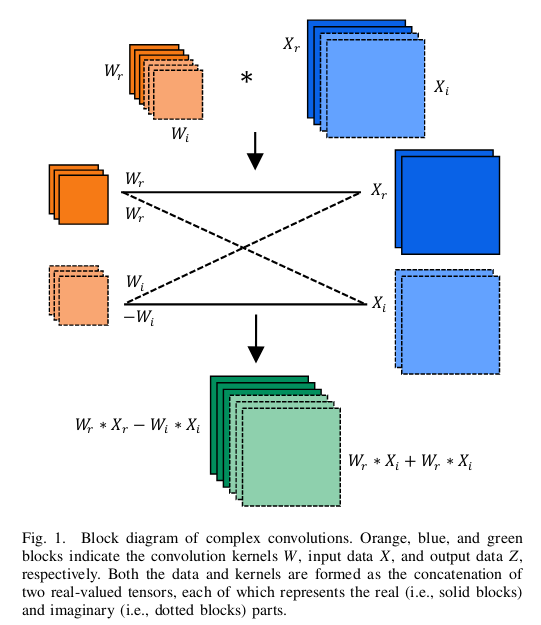 W_r
*
X_r
X_i
W_i
W_r
X_r
W_r
W_i
X_i
−W_i
W_r ∗ X_r − W_i ∗ X_i
W_r ∗ X_i + W_r ∗ X_i
Fig. 1. Block diagram of complex convolutions. Orange, blue, and green
blocks indicate the convolution kernels W, input data X, and output data Z,
respectively. Both the data and kernels are formed as the concatenation of
two real-valued tensors, each of which represents the real (i.e., solid blocks)
and imaginary (i.e., dotted blocks) parts.